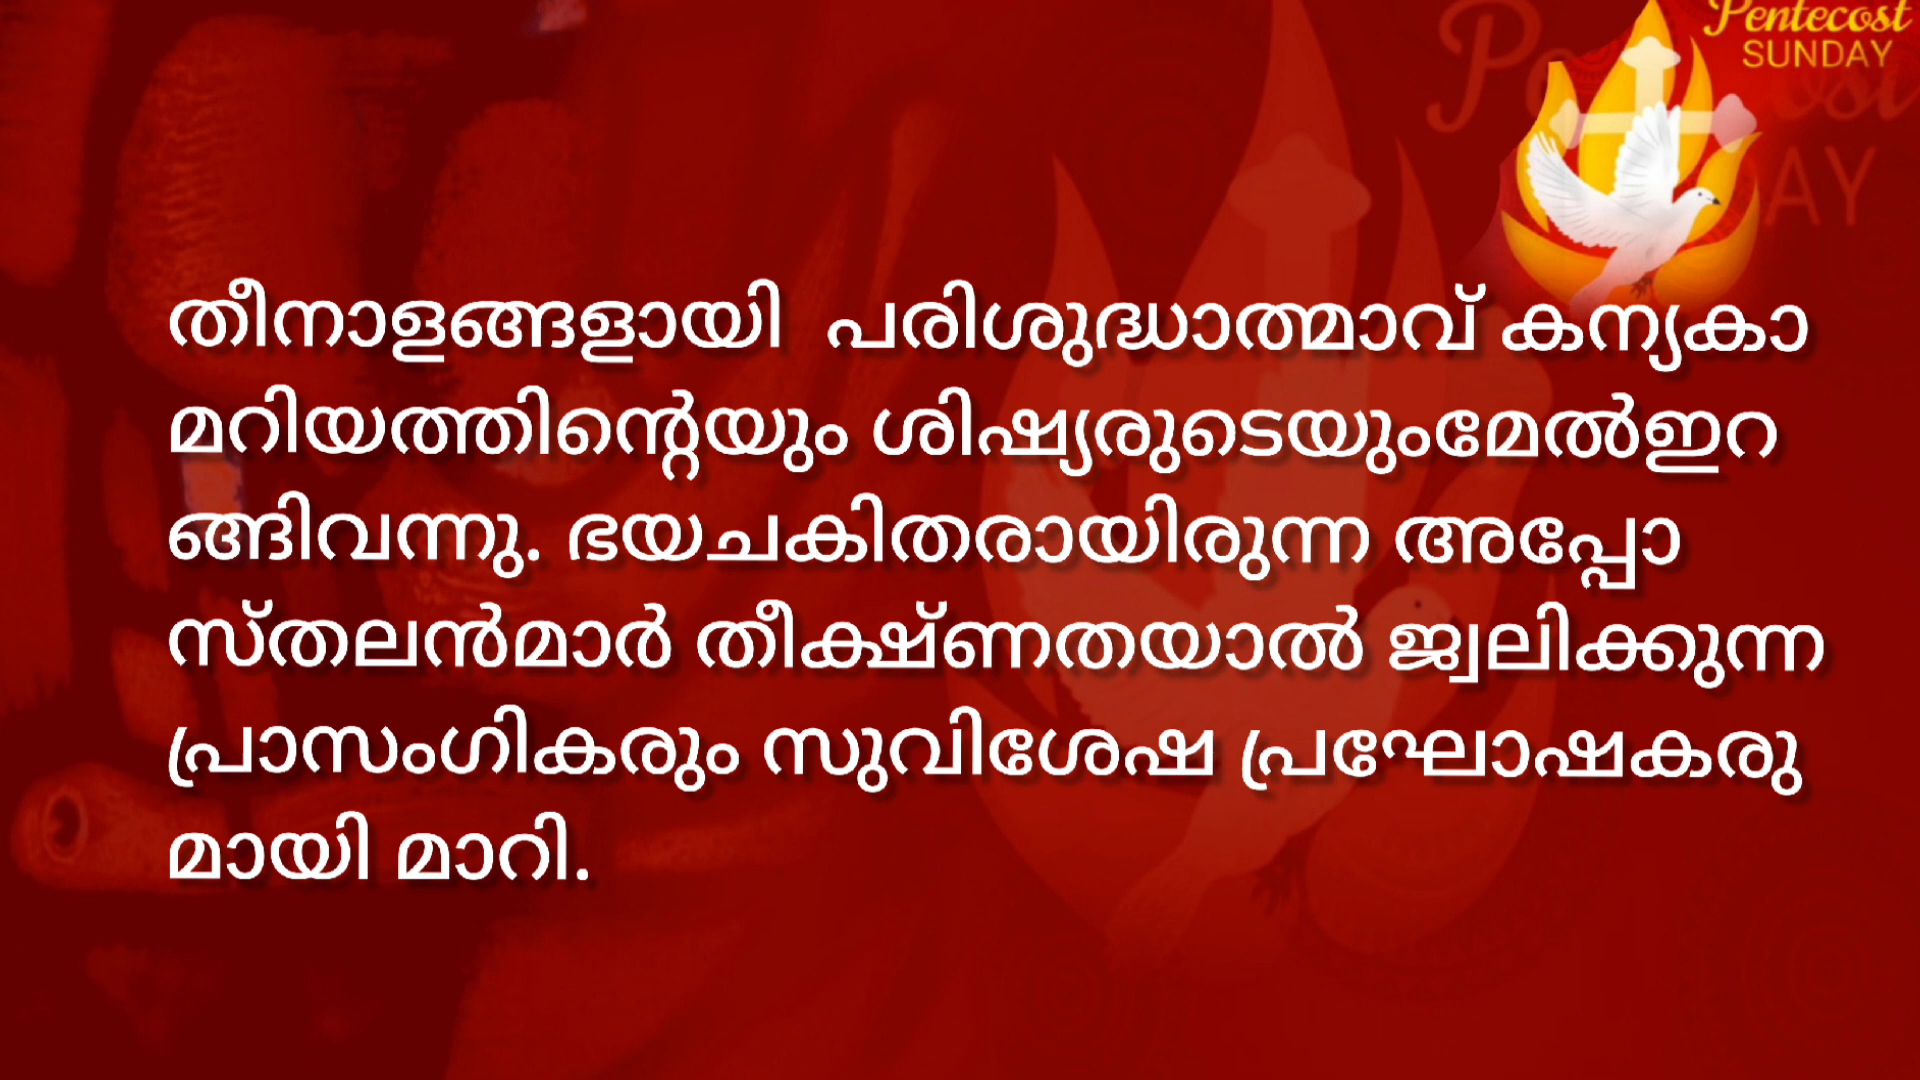 Pentecost
SUNDAY
തീനാളങ്ങളായി പരിശുദ്ധാത്മാവ് കന്യകാ
മറിയത്തിന്റെയും ശിഷ്യരുടെയുംമേൽഇറ
ങ്ങിവന്നു. ഭയചകിതരായിരുന്ന അപ്പോ
സ്തലൻമാർ തീക്ഷ്ണതയാൽ ജ്വലിക്കുന്ന
പ്രാസംഗികരും സുവിശേഷ പ്രഘോഷകരു
മായി മാറി.